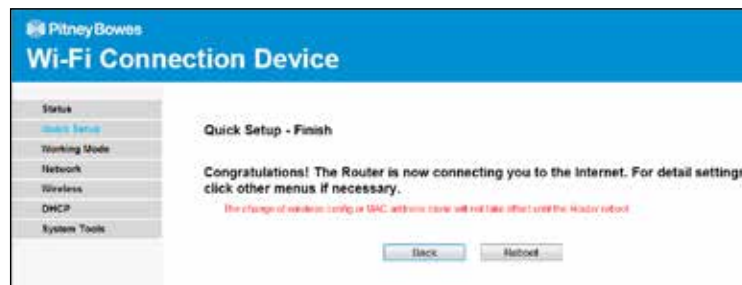 Pitney Bowes
Wi-Fi Connection Device
Status
Quick Setup
Working Mode
Network
Wireless
DHCP
System Tools
Quick Setup - Finish
Congratulations! The Router is now connecting you to the Internet. For detail settings
click other menus if necessary.
The change of wireless config or MAC address clone will not take effect until the Router reboot
Back
Reboot